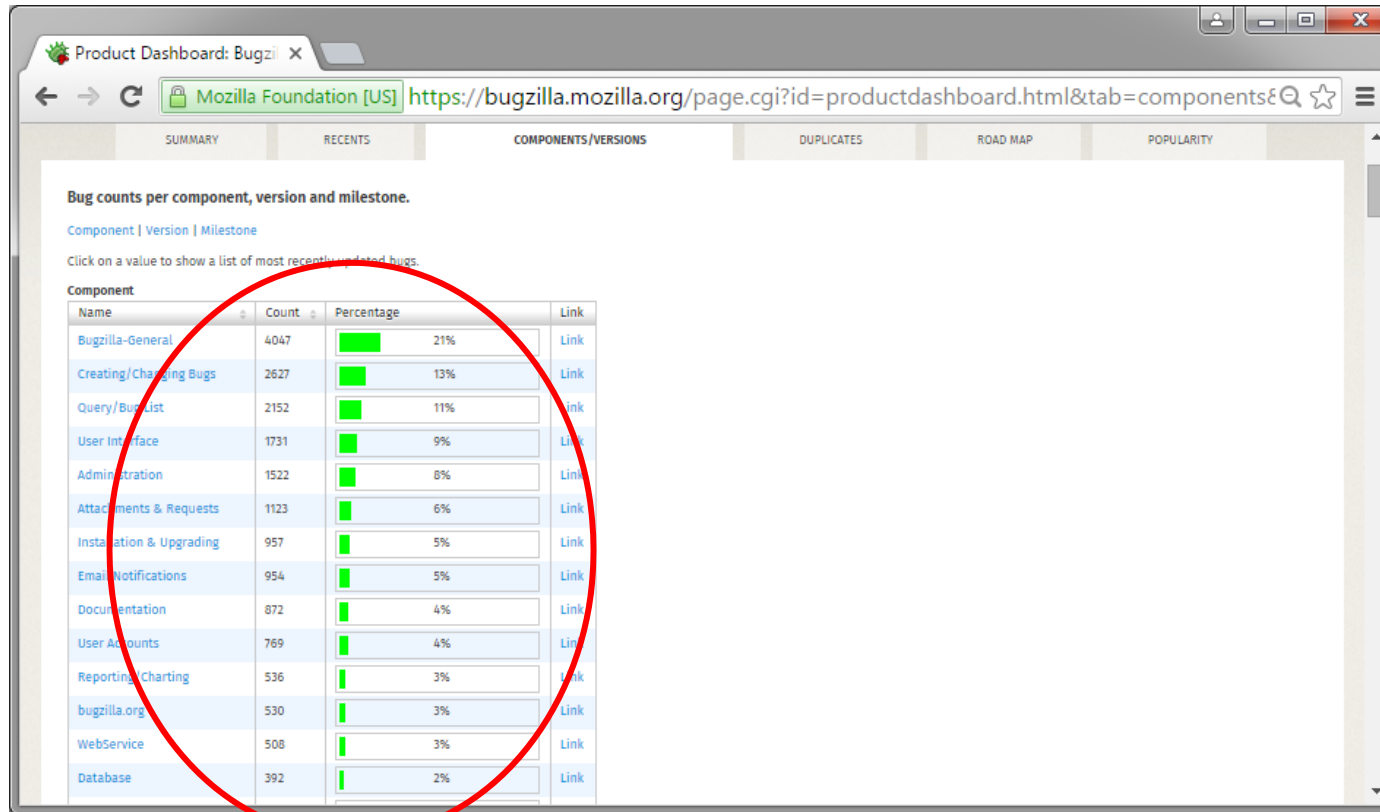 Product Dashboard: Bugzil
Mozilla Foundation [US] https://bugzilla.mozilla.org/page.cgi?id=productdashboard.html&tab=components&
SUMMARY RECENTS COMPONENTS/VERSIONS DUPLICATES ROAD MAP POPULARITY
Bug counts per component, version and milestone.
Component | Version | Milestone
Click on a value to show a list of most recently updated bugs.
Component
Name Count Percentage Link
Bugzilla-General 4047 21% Link
Creating/Changing Bugs 2627 13% Link
Query/Bug List 2152 11% Link
User Interface 1731 9% Link
Administration 1522 8% Link
Attachments & Requests 1123 6% Link
Installation & Upgrading 957 5% Link
Email Notifications 954 5% Link
Documentation 872 4% Link
User Accounts 769 4% Link
Reporting/Charting 536 3% Link
bugzilla.org 530 3% Link
WebService 508 3% Link
Database 392 2% Link